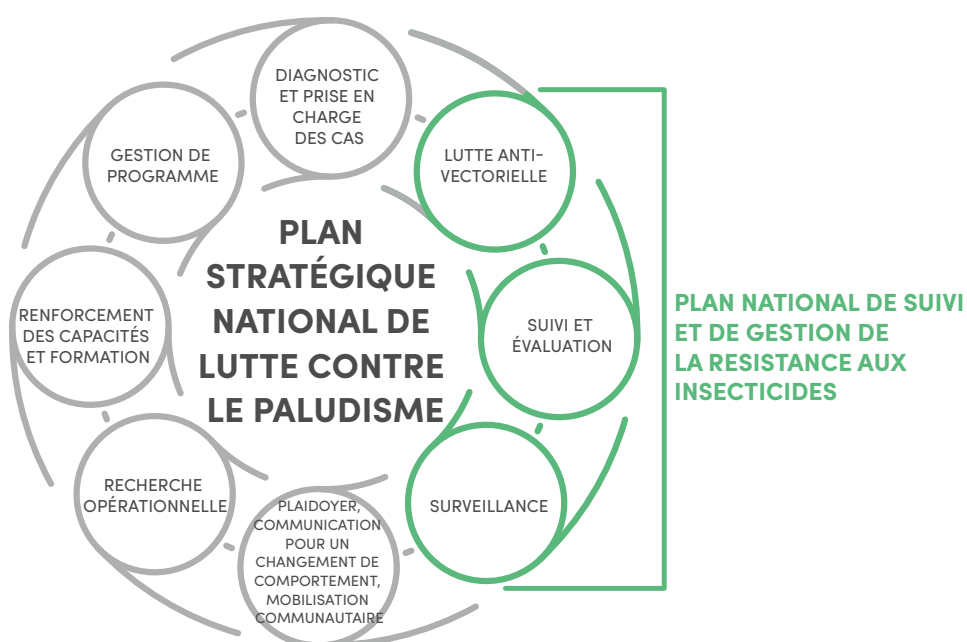 DIAGNOSTIC
ET PRISE EN
CHARGE
DES CAS
LUTTE ANTI-
VECTORIELLE
SUIVI ET
ÉVALUATION
SURVEILLANCE
PLAIDOYER,
COMMUNICATION
POUR UN
CHANGEMENT DE
COMPORTEMENT,
MOBILISATION
COMMUNAUTAIRE
RECHERCHE
OPÉRATIONNELLE
RENFORCEMENT
DES CAPACITÉS
ET FORMATION
GESTION DE
PROGRAMME
PLAN
STRATÉGIQUE
NATIONAL DE
LUTTE CONTRE
LE PALUDISME
PLAN NATIONAL DE SUIVI
ET DE GESTION DE
LA RESISTANCE AUX
INSECTICIDES